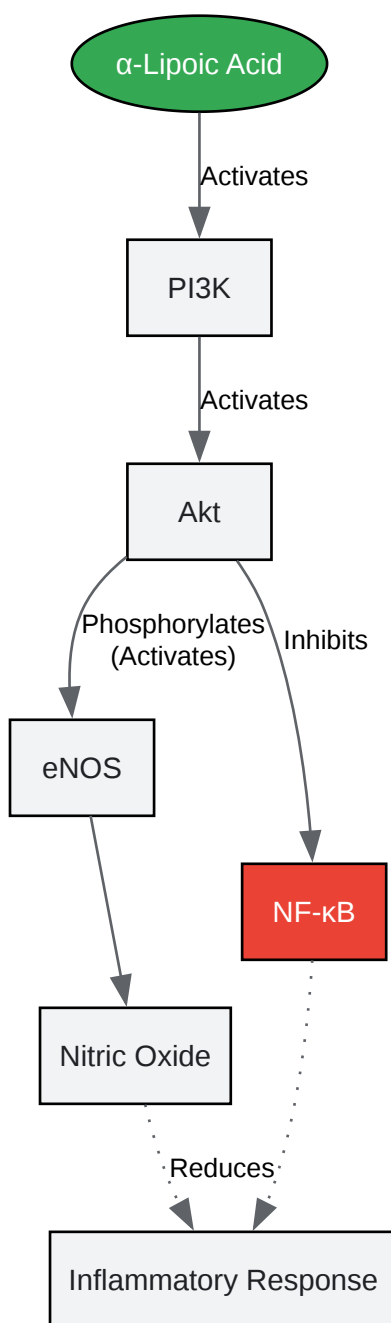 α-Lipoic Acid
Activates
PI3K
Activates
Akt
Phosphorylates
(Activates)
Inhibits
eNOS
NF-κB
Nitric Oxide
Reduces
Inflammatory Response